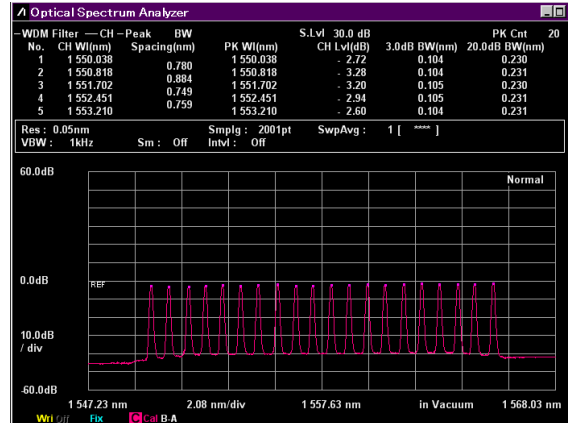 Optical Spectrum Analyzer
WDM Filter — CH – Peak BW S.Lvl 30.0 dB PK Cnt 20
No. CH Wl(nm) Spacing(nm) PK Wl(nm) CH Lvl(dB) 3.0dB BW(nm) 20.0dB BW(nm)
1 1 550.038 1 550.038 - 2.72 0.104 0.230
0.780
2 1 550.818 1 550.818 - 3.28 0.104 0.231
0.884
3 1 551.702 1 551.702 - 3.20 0.105 0.230
0.749
4 1 552.451 1 552.451 - 2.94 0.104 0.231
0.759
5 1 553.210 1 553.210 - 2.60 0.104 0.231
Res : 0.05nm Smplg : 2001pt SwpAvg : 1 [ **** ]
VBW : 1kHz Sm : Off Intvl : Off
60.0dB
Normal
0.0dB
REF
10.0dB
/ div
-60.0dB
1 547.23 nm 2.08 nm/div 1 557.63 nm in Vacuum 1 568.03 nm
Wri Off Fix C Cal B-A